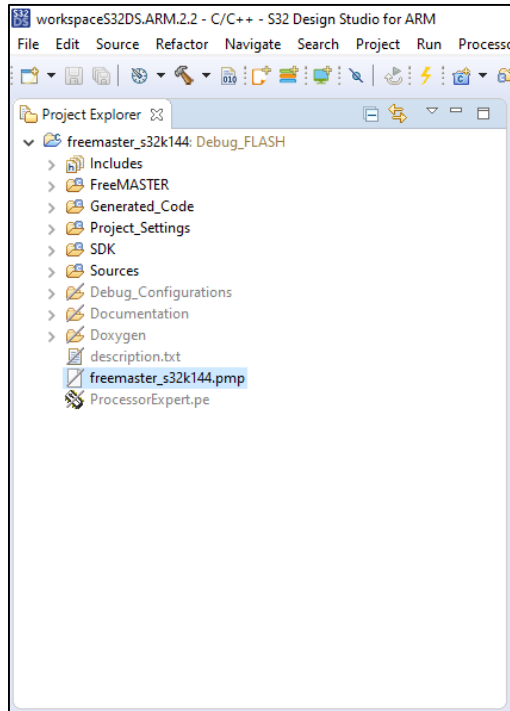 workspaceS32DS.ARM.2.2 - C/C++ - S32 Design Studio for ARM
File Edit Source Refactor Navigate Search Project Run Processo
Project Explorer
freemaster_s32k144: Debug_FLASH
Includes
FreeMASTER
Generated_Code
Project_Settings
SDK
Sources
Debug_Configurations
Documentation
Doxygen
description.txt
freemaster_s32k144.pmp
ProcessorExpert.pe